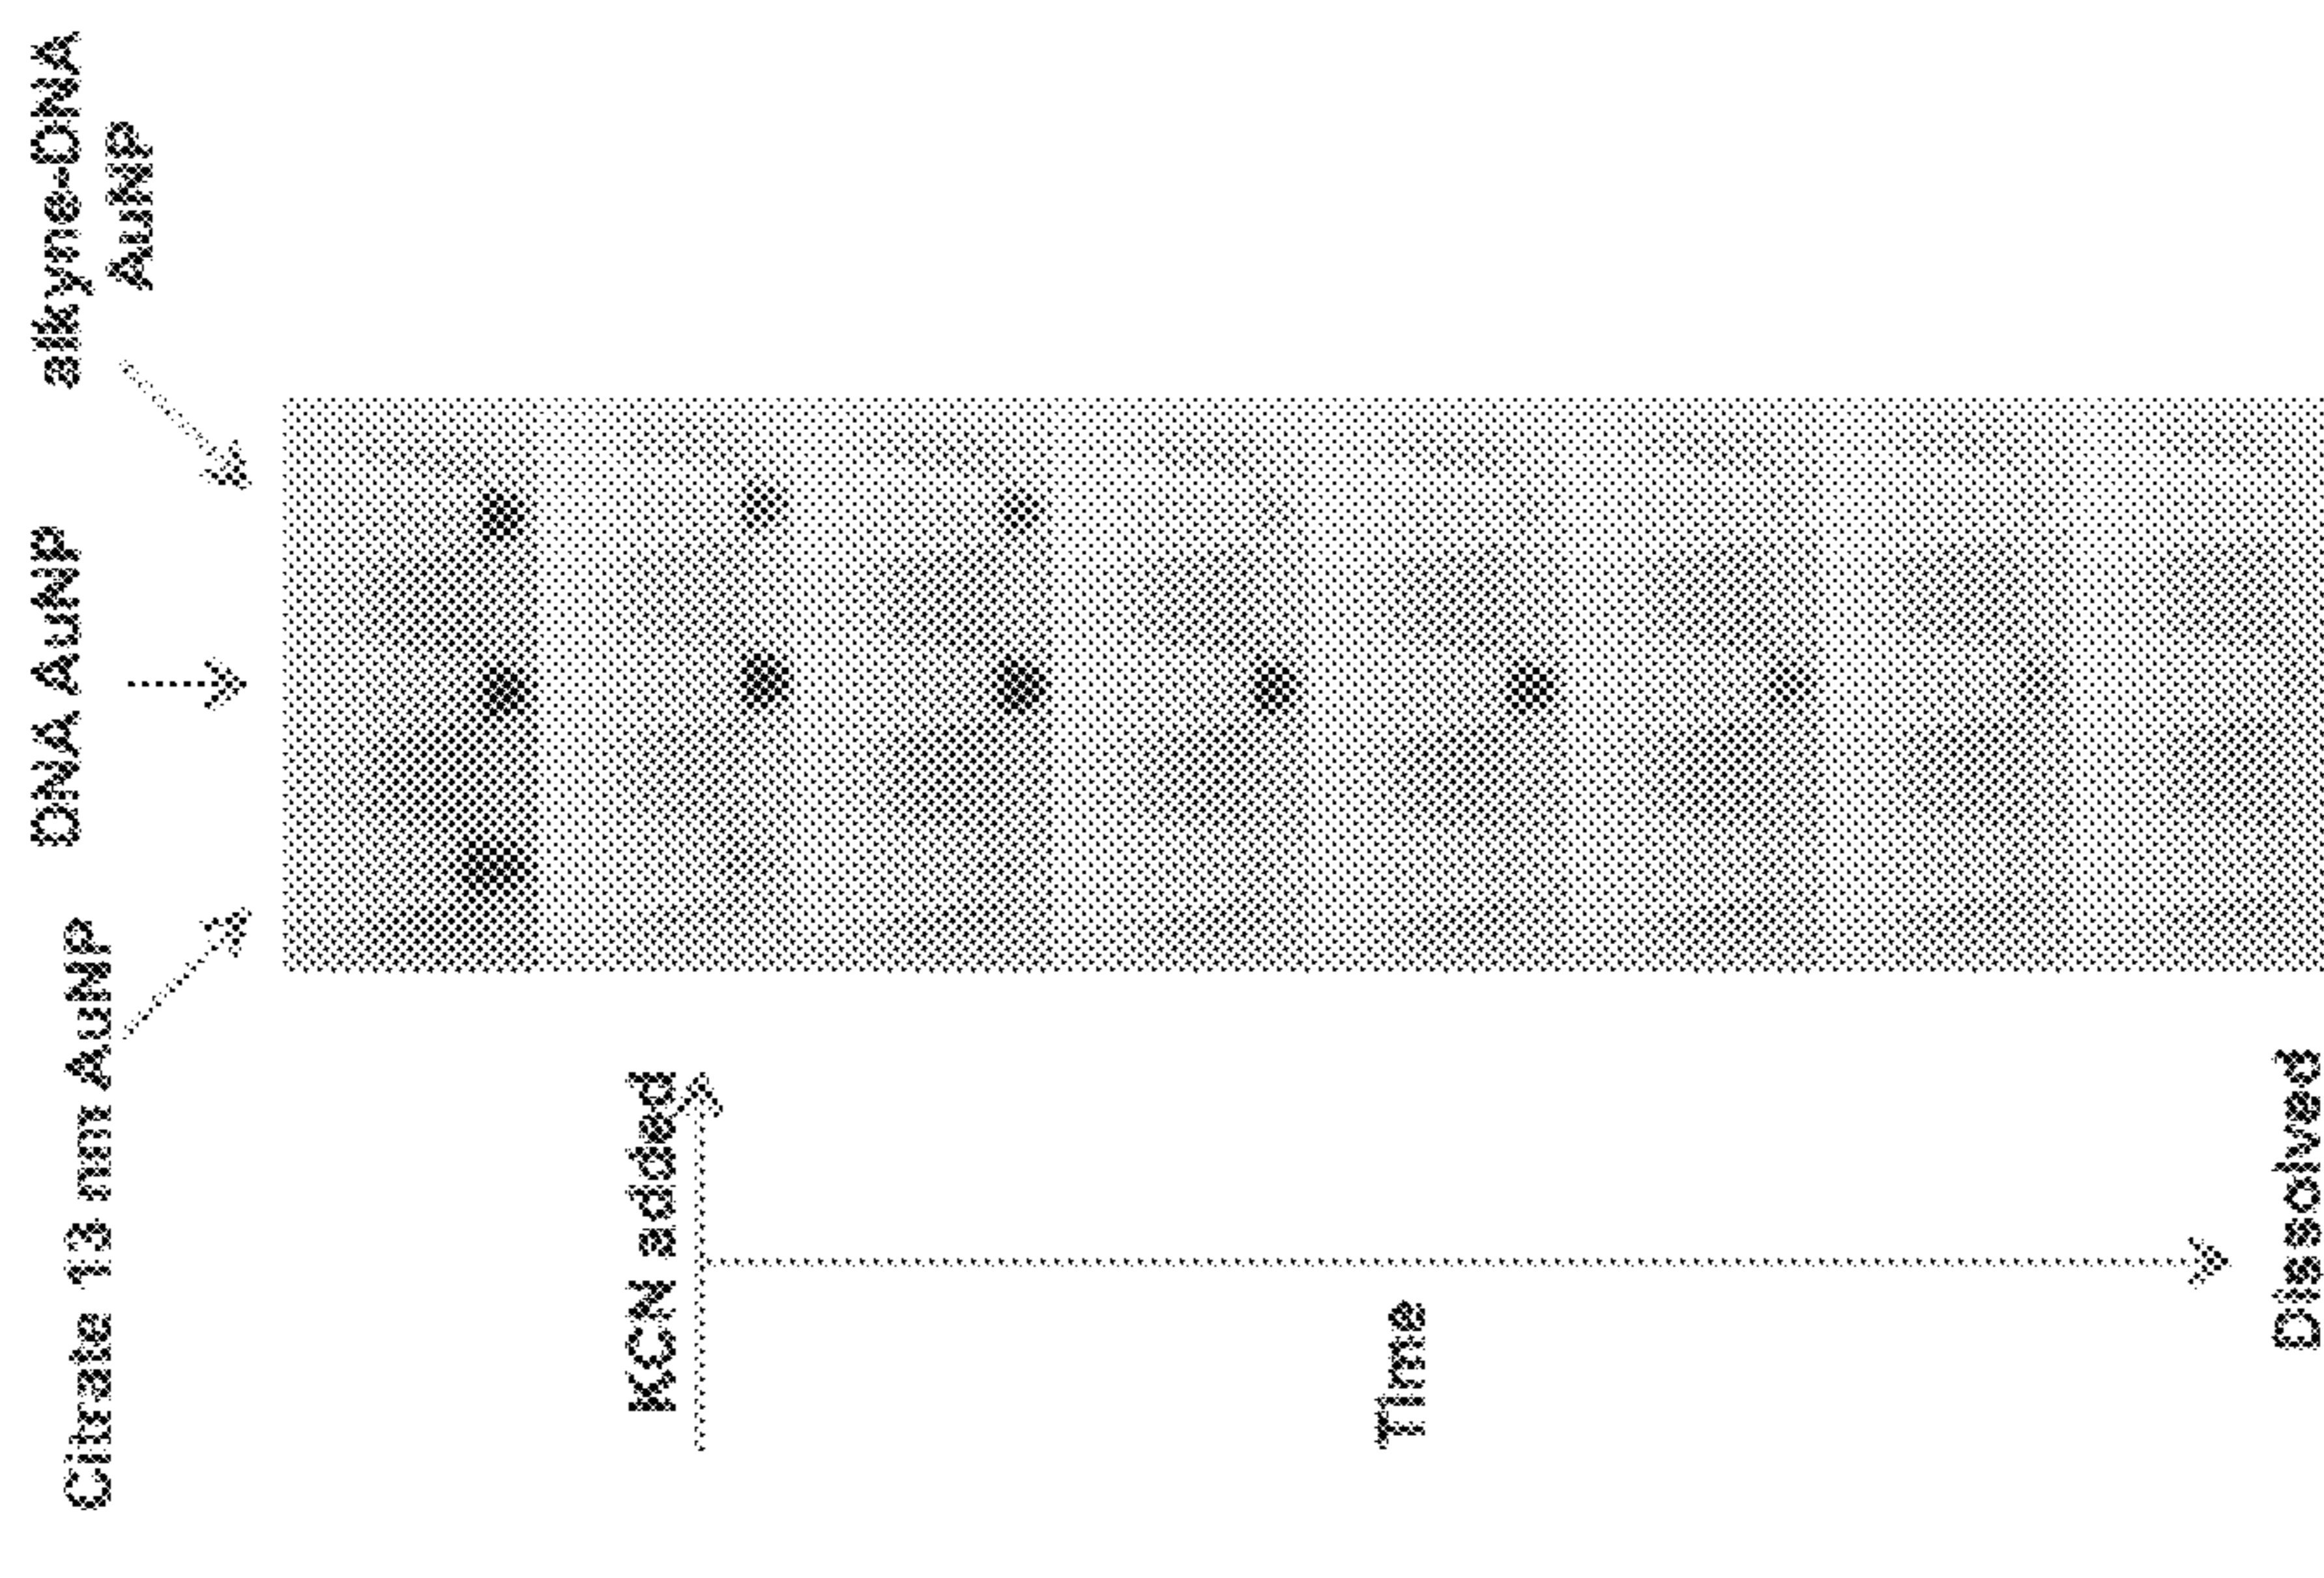 Citrate 13 nm AuNP
DNA AuNP
alkyne-DNA
AuNP
KCN added
Time
Dissolved